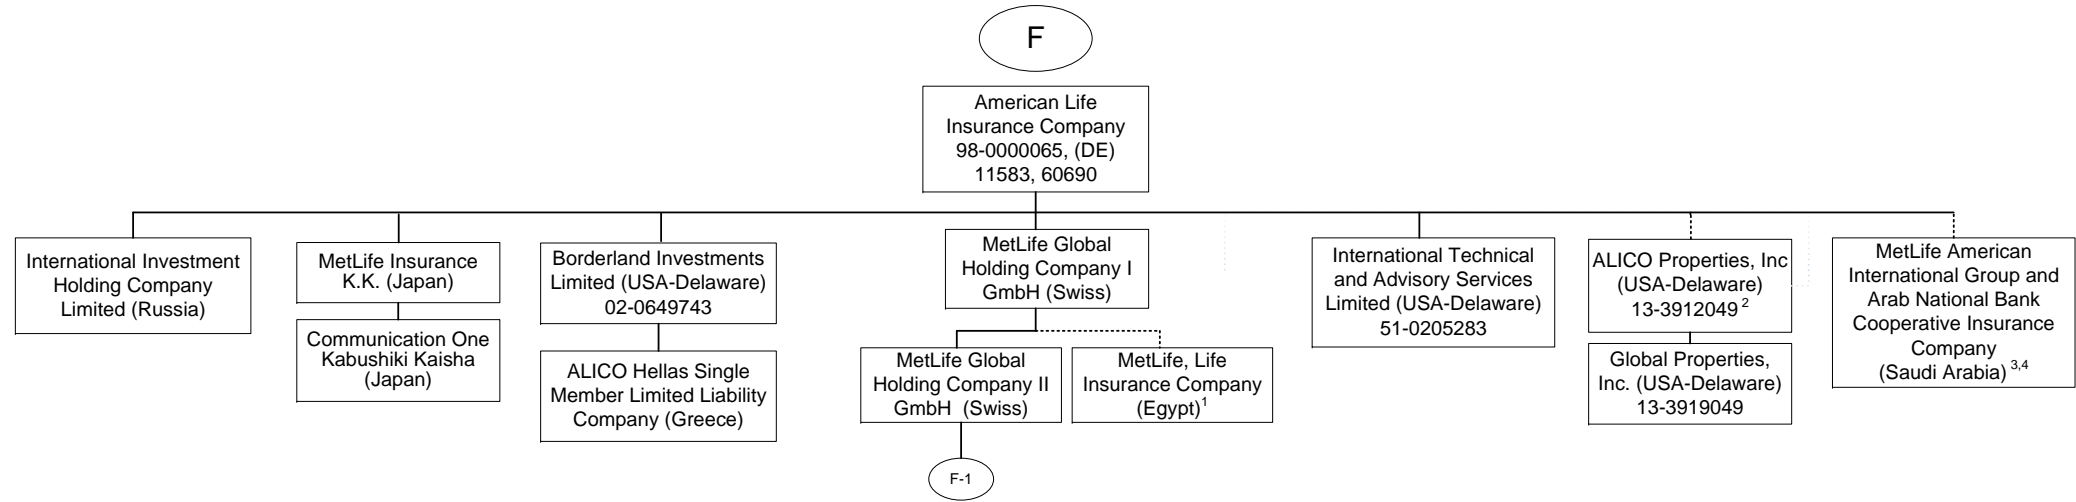 F
American Life
Insurance Company
98-0000065, (DE)
11583, 60690
International Investment
Holding Company
Limited (Russia)
MetLife Insurance
K.K. (Japan)
Communication One
Kabushiki Kaisha
(Japan)
Borderland Investments
Limited (USA-Delaware)
02-0649743
ALICO Hellas Single
Member Limited Liability
Company (Greece)
MetLife Global
Holding Company I
GmbH (Swiss)
MetLife Global
Holding Company II
GmbH (Swiss)
F-1
MetLife, Life
Insurance Company
(Egypt)1
International Technical
and Advisory Services
Limited (USA-Delaware)
51-0205283
ALICO Properties, Inc
(USA-Delaware)
13-3912049 2
Global Properties,
Inc. (USA-Delaware)
13-3919049
MetLife American
International Group and
Arab National Bank
Cooperative Insurance
Company
(Saudi Arabia) 3,4